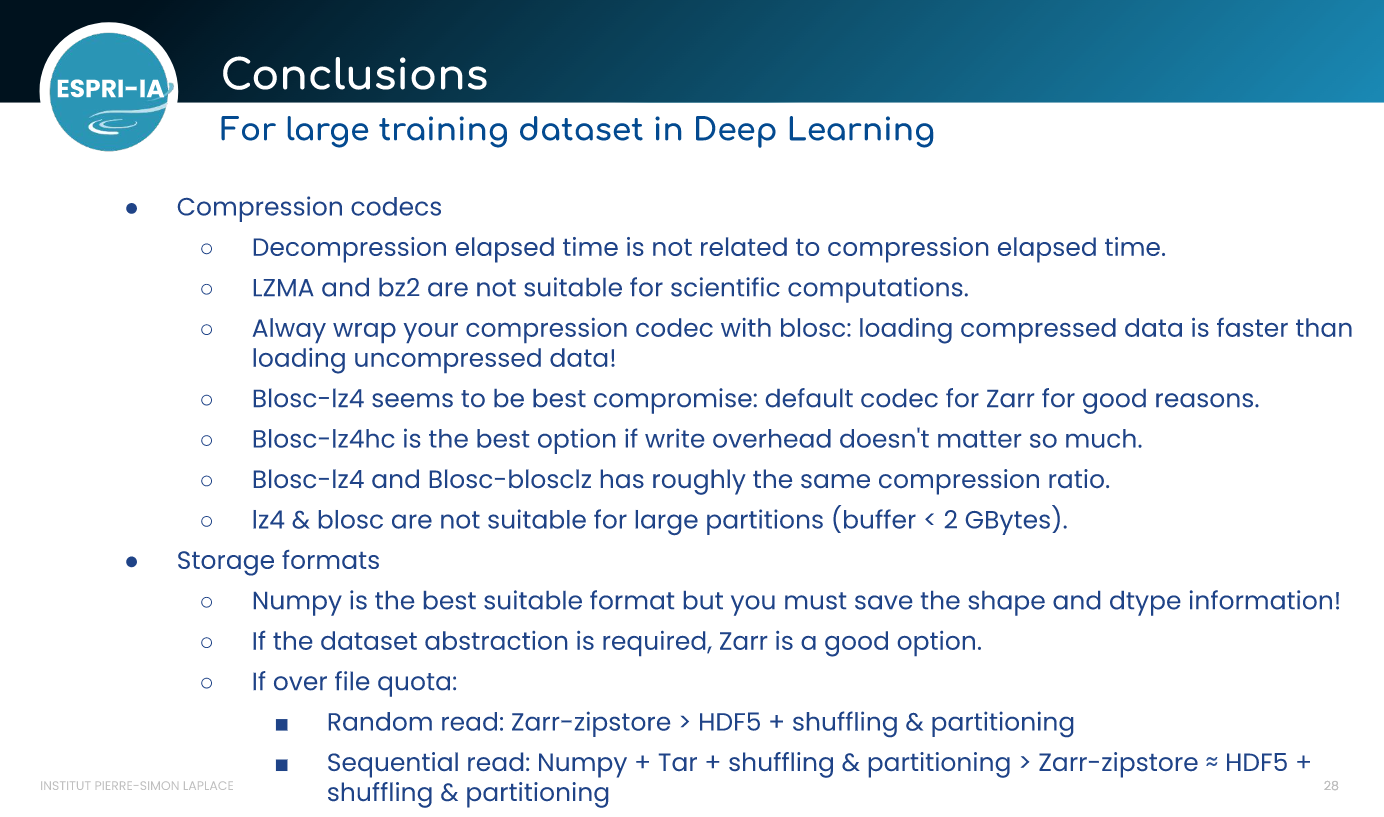 ESPRI-IA
Conclusions
For large training dataset in Deep Learning
● Compression codecs
○ Decompression elapsed time is not related to compression elapsed time.
○ LZMA and bz2 are not suitable for scientific computations.
○ Alway wrap your compression codec with blosc: loading compressed data is faster than
loading uncompressed data!
○ Blosc-lz4 seems to be best compromise: default codec for Zarr for good reasons.
○ Blosc-lz4hc is the best option if write overhead doesn't matter so much.
○ Blosc-lz4 and Blosc-blosclz has roughly the same compression ratio.
○ lz4 & blosc are not suitable for large partitions (buffer < 2 GBytes).
● Storage formats
○ Numpy is the best suitable format but you must save the shape and dtype information!
○ If the dataset abstraction is required, Zarr is a good option.
○ If over file quota:
■ Random read: Zarr-zipstore > HDF5 + shuffling & partitioning
■ Sequential read: Numpy + Tar + shuffling & partitioning > Zarr-zipstore ≈ HDF5 +
shuffling & partitioning
INSTITUT PIERRE-SIMON LAPLACE
28